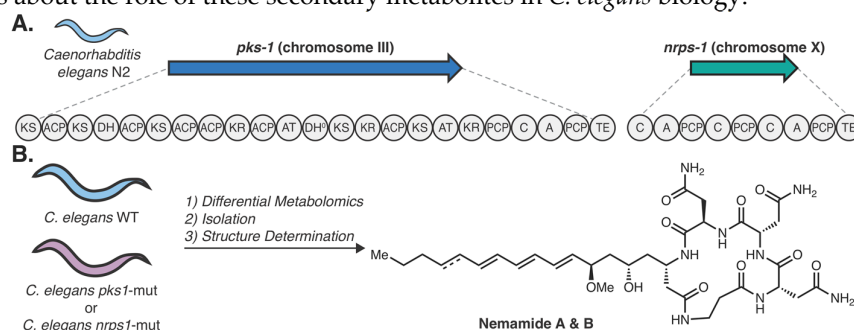 s about the role of these secondary metabolites in C. elegans biology.
A.
Caenorhabditis
elegans N2
pks-1 (chromosome III)
nrps-1 (chromosome X)
KS ACP KS DH ACP KS ACP ACP KR ACP AT DH⁰ KS KR ACP KS AT KR PCP C A PCP TE
C A PCP C PCP C A PCP TE
B.
C. elegans WT
C. elegans pks1-mut
or
C. elegans nrps1-mut
1) Differential Metabolomics
2) Isolation
3) Structure Determination
Me
OMe
OH
NH
O
HN
O
NH2
O
O
N
H
O
NH
O
NH2
O
N
H
O
NH2
O
Nemamide A & B